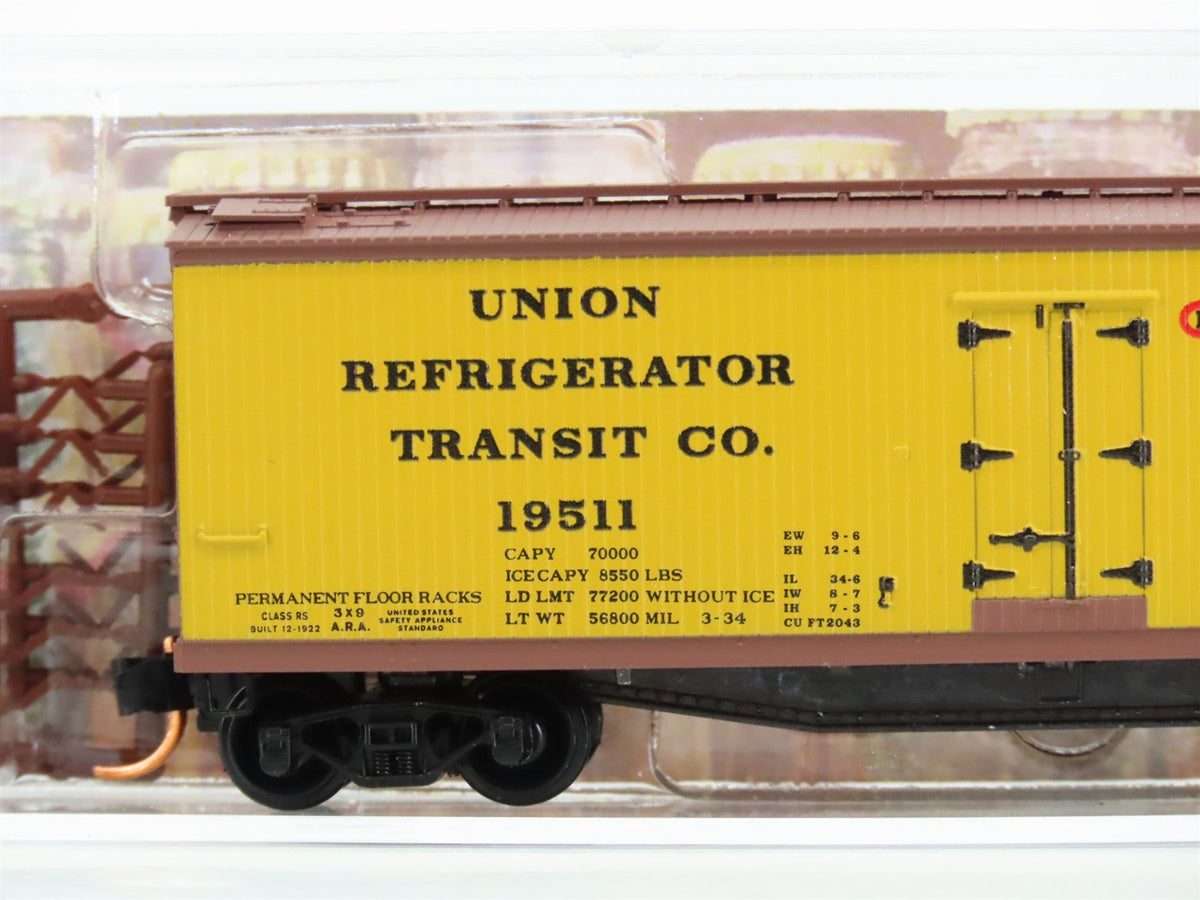 UNION
REFRIGERATOR
TRANSIT CO.
19511
CAPY 70000
ICE CAPY 8550 LBS
LD LMT 77200 WITHOUT ICE
LT WT 56800 MIL 3-34
PERMANENT FLOOR RACKS
CLASS RS 3X9
BUILT 12-1922 A.R.A.
UNITED STATES
SAFETY APPLIANCE
STANDARD
EW 9-6
EH 12-4
IL 34-6
IW 8-7
IH 7-3
CU FT 2043